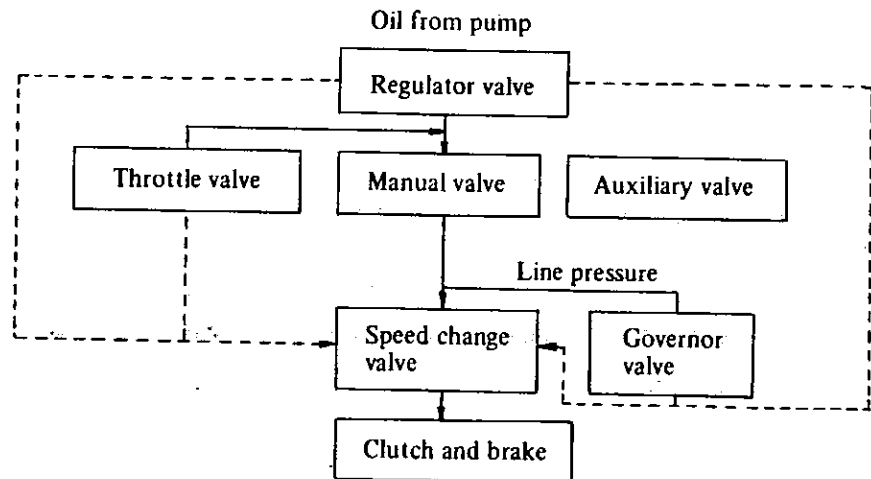 Oil from pump
Regulator valve
Throttle valve
Manual valve
Auxiliary valve
Line pressure
Speed change
valve
Governor
valve
Clutch and brake